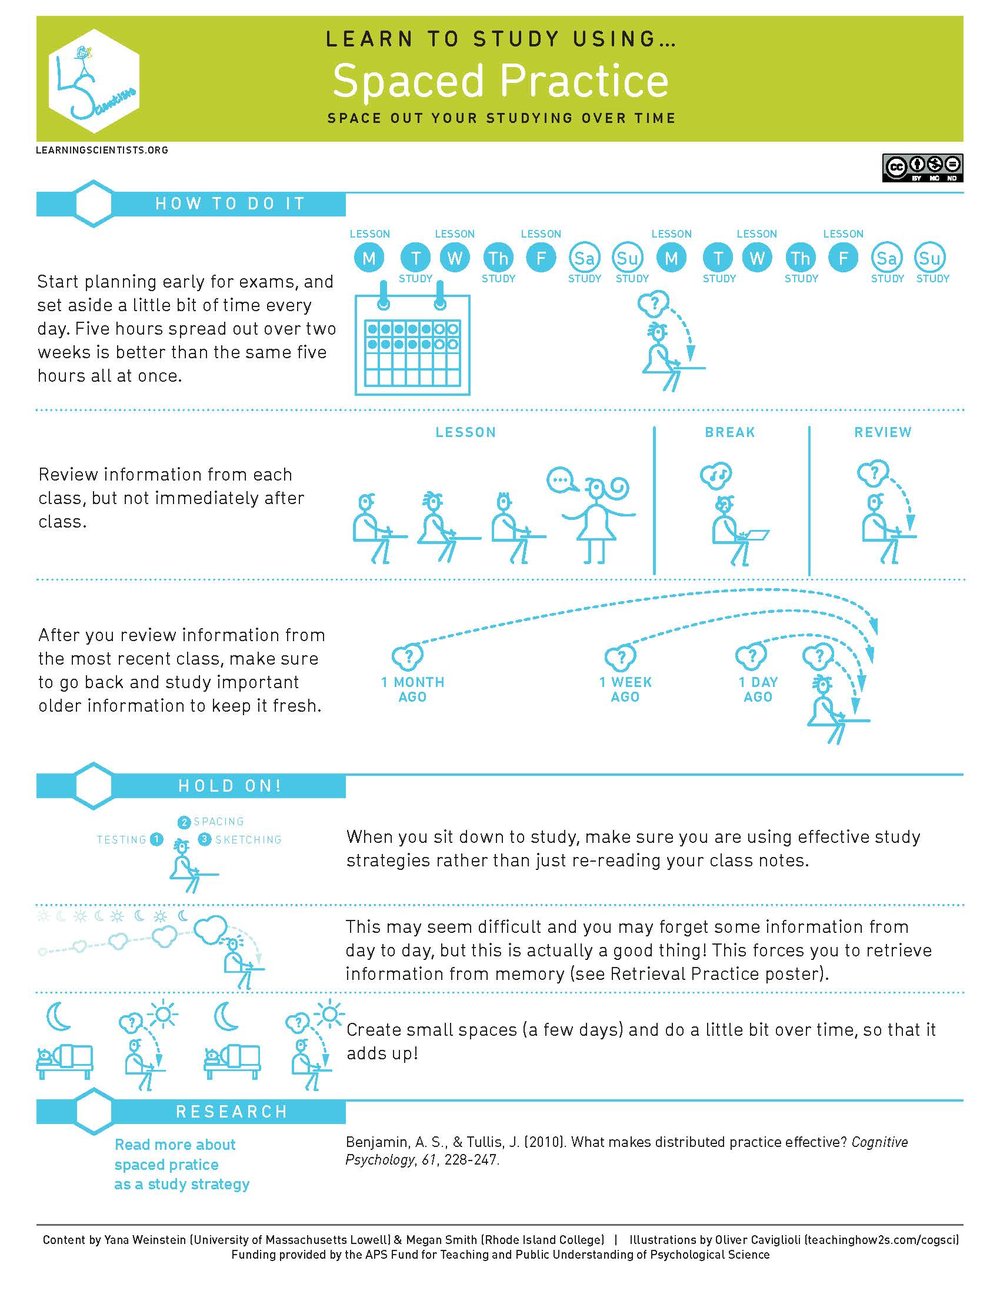 LEARN TO STUDY USING...
Spaced Practice
SPACE OUT YOUR STUDYING OVER TIME
LS cientists
LEARNINGSCIENTISTS.ORG
cc BY NC ND
HOW TO DO IT
LESSON LESSON LESSON LESSON LESSON LESSON
M T W Th F Sa Su M T W Th F Sa Su
STUDY STUDY STUDY STUDY STUDY STUDY STUDY STUDY
Start planning early for exams, and
set aside a little bit of time every
day. Five hours spread out over two
weeks is better than the same five
hours all at once.
?
LESSON BREAK REVIEW
Review information from each
class, but not immediately after
class.
?
After you review information from
the most recent class, make sure
to go back and study important
older information to keep it fresh.
? ? ? ?
1 MONTH 1 WEEK 1 DAY
AGO AGO AGO
HOLD ON!
2 SPACING
TESTING 1 3 SKETCHING
When you sit down to study, make sure you are using effective study
strategies rather than just re-reading your class notes.
This may seem difficult and you may forget some information from
day to day, but this is actually a good thing! This forces you to retrieve
information from memory (see Retrieval Practice poster).
? ?
Create small spaces (a few days) and do a little bit over time, so that it
adds up!
RESEARCH
Read more about
spaced pratice
as a study strategy
Benjamin, A. S., & Tullis, J. (2010). What makes distributed practice effective? Cognitive
Psychology, 61, 228-247.
Content by Yana Weinstein (University of Massachusetts Lowell) & Megan Smith (Rhode Island College) | Illustrations by Oliver Caviglioli (teachinghow2s.com/cogsci)
Funding provided by the APS Fund for Teaching and Public Understanding of Psychological Science